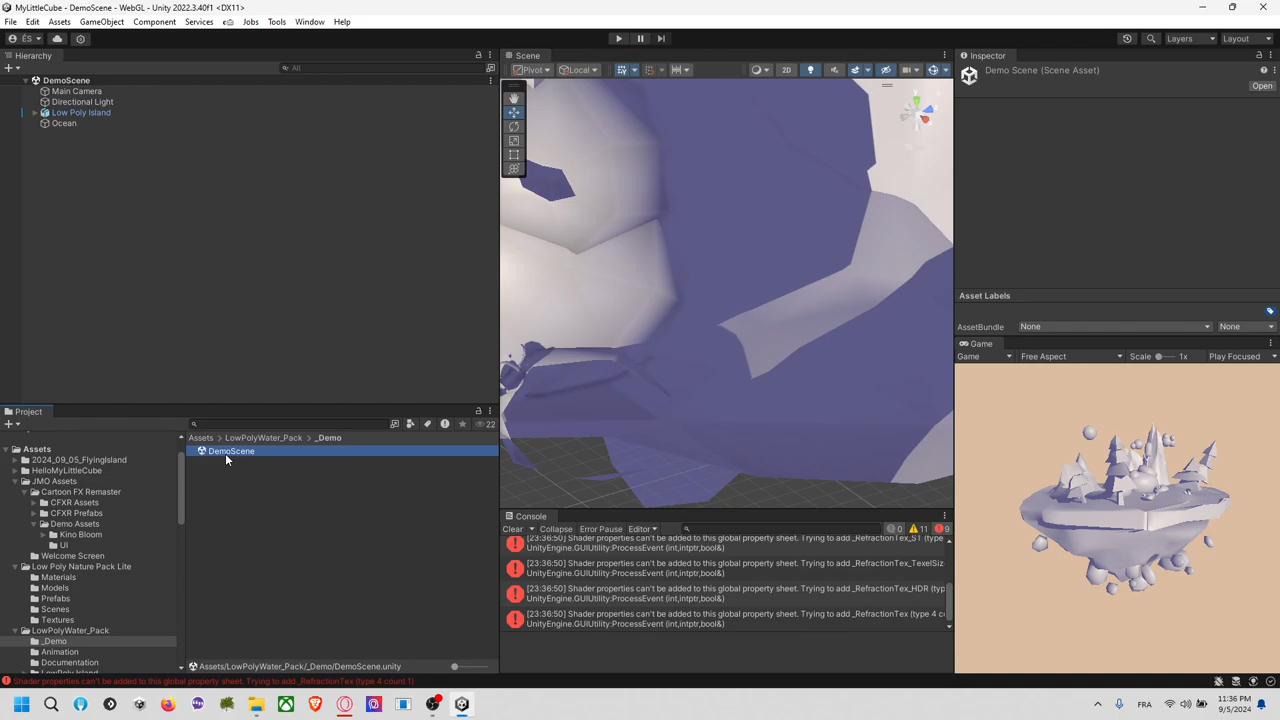 MyLittleCube - DemoScene - WebGL - Unity 2022.3.40f1 <DX11>
File Edit Assets GameObject Component Services Jobs Tools Window Help
ÉS Layers Layout
Hierarchy
All
DemoScene
Main Camera
Directional Light
Low Poly Island
Ocean
Scene
Pivot Local 2D
Inspector
Demo Scene (Scene Asset)
Open
Asset Labels
AssetBundle None None
Game
Game Free Aspect Scale 1x Play Focused
Project
22
Assets
2024_09_05_FlyingIsland
HelloMyLittleCube
JMO Assets
Cartoon FX Remaster
CFXR Assets
CFXR Prefabs
Demo Assets
Kino Bloom
UI
Welcome Screen
Low Poly Nature Pack Lite
Materials
Models
Prefabs
Scenes
Textures
LowPolyWater_Pack
_Demo
Animation
Documentation
LowPoly Island
Assets > LowPolyWater_Pack > _Demo
DemoScene
Assets/LowPolyWater_Pack/_Demo/DemoScene.unity
Console
Clear Collapse Error Pause Editor 0 11 9
[23:36:50] Shader properties can't be added to this global property sheet. Trying to add _RefractionTex_ST (type
UnityEngine.GUIUtility:ProcessEvent (int,intptr,bool&)
[23:36:50] Shader properties can't be added to this global property sheet. Trying to add _RefractionTex_TexelSiz
UnityEngine.GUIUtility:ProcessEvent (int,intptr,bool&)
[23:36:50] Shader properties can't be added to this global property sheet. Trying to add _RefractionTex_HDR (typ
UnityEngine.GUIUtility:ProcessEvent (int,intptr,bool&)
[23:36:50] Shader properties can't be added to this global property sheet. Trying to add _RefractionTex (type 4 c
UnityEngine.GUIUtility:ProcessEvent (int,intptr,bool&)
Shader properties can't be added to this global property sheet. Trying to add _RefractionTex (type 4 count 1)
FRA
11:36 PM
9/5/2024